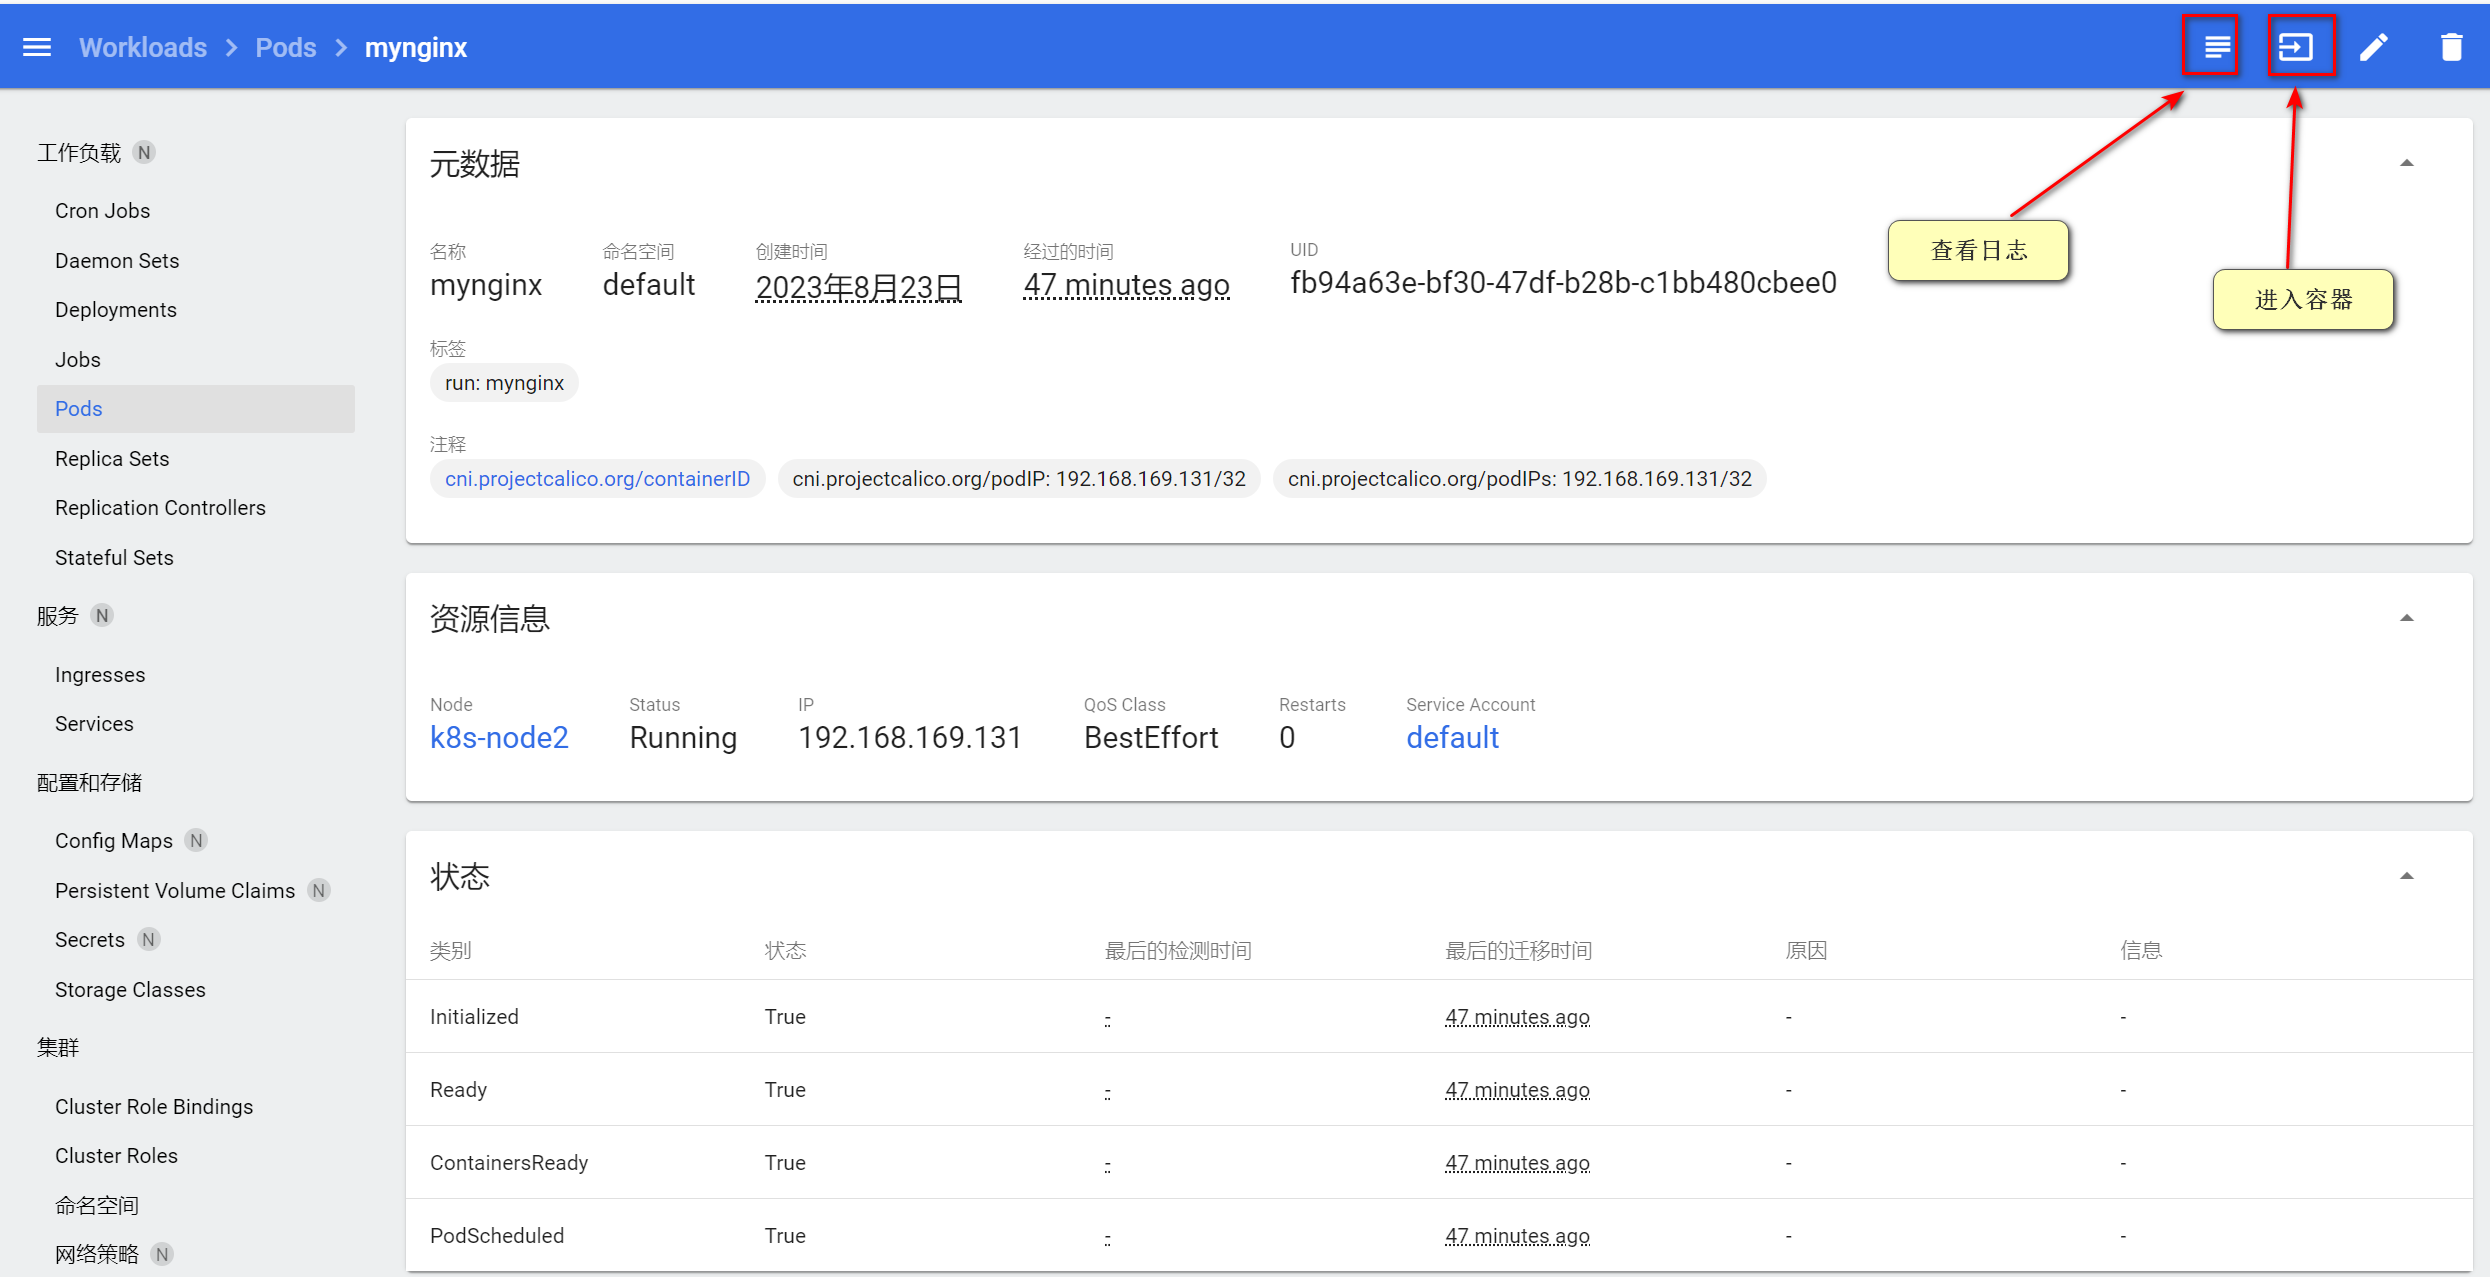 Workloads > Pods > mynginx
查看日志
进入容器
工作负载 N
Cron Jobs
Daemon Sets
Deployments
Jobs
Pods
Replica Sets
Replication Controllers
Stateful Sets
服务 N
Ingresses
Services
配置和存储
Config Maps N
Persistent Volume Claims N
Secrets N
Storage Classes
集群
Cluster Role Bindings
Cluster Roles
命名空间
网络策略 N
元数据
名称 命名空间 创建时间 经过的时间 UID
mynginx default 2023年8月23日 47 minutes ago fb94a63e-bf30-47df-b28b-c1bb480cbee0
标签
run: mynginx
注释
cni.projectcalico.org/containerID cni.projectcalico.org/podIP: 192.168.169.131/32 cni.projectcalico.org/podIPs: 192.168.169.131/32
资源信息
Node Status IP QoS Class Restarts Service Account
k8s-node2 Running 192.168.169.131 BestEffort 0 default
状态
类别 状态 最后的检测时间 最后的迁移时间 原因 信息
Initialized True - 47 minutes ago - -
Ready True - 47 minutes ago - -
ContainersReady True - 47 minutes ago - -
PodScheduled True - 47 minutes ago - -